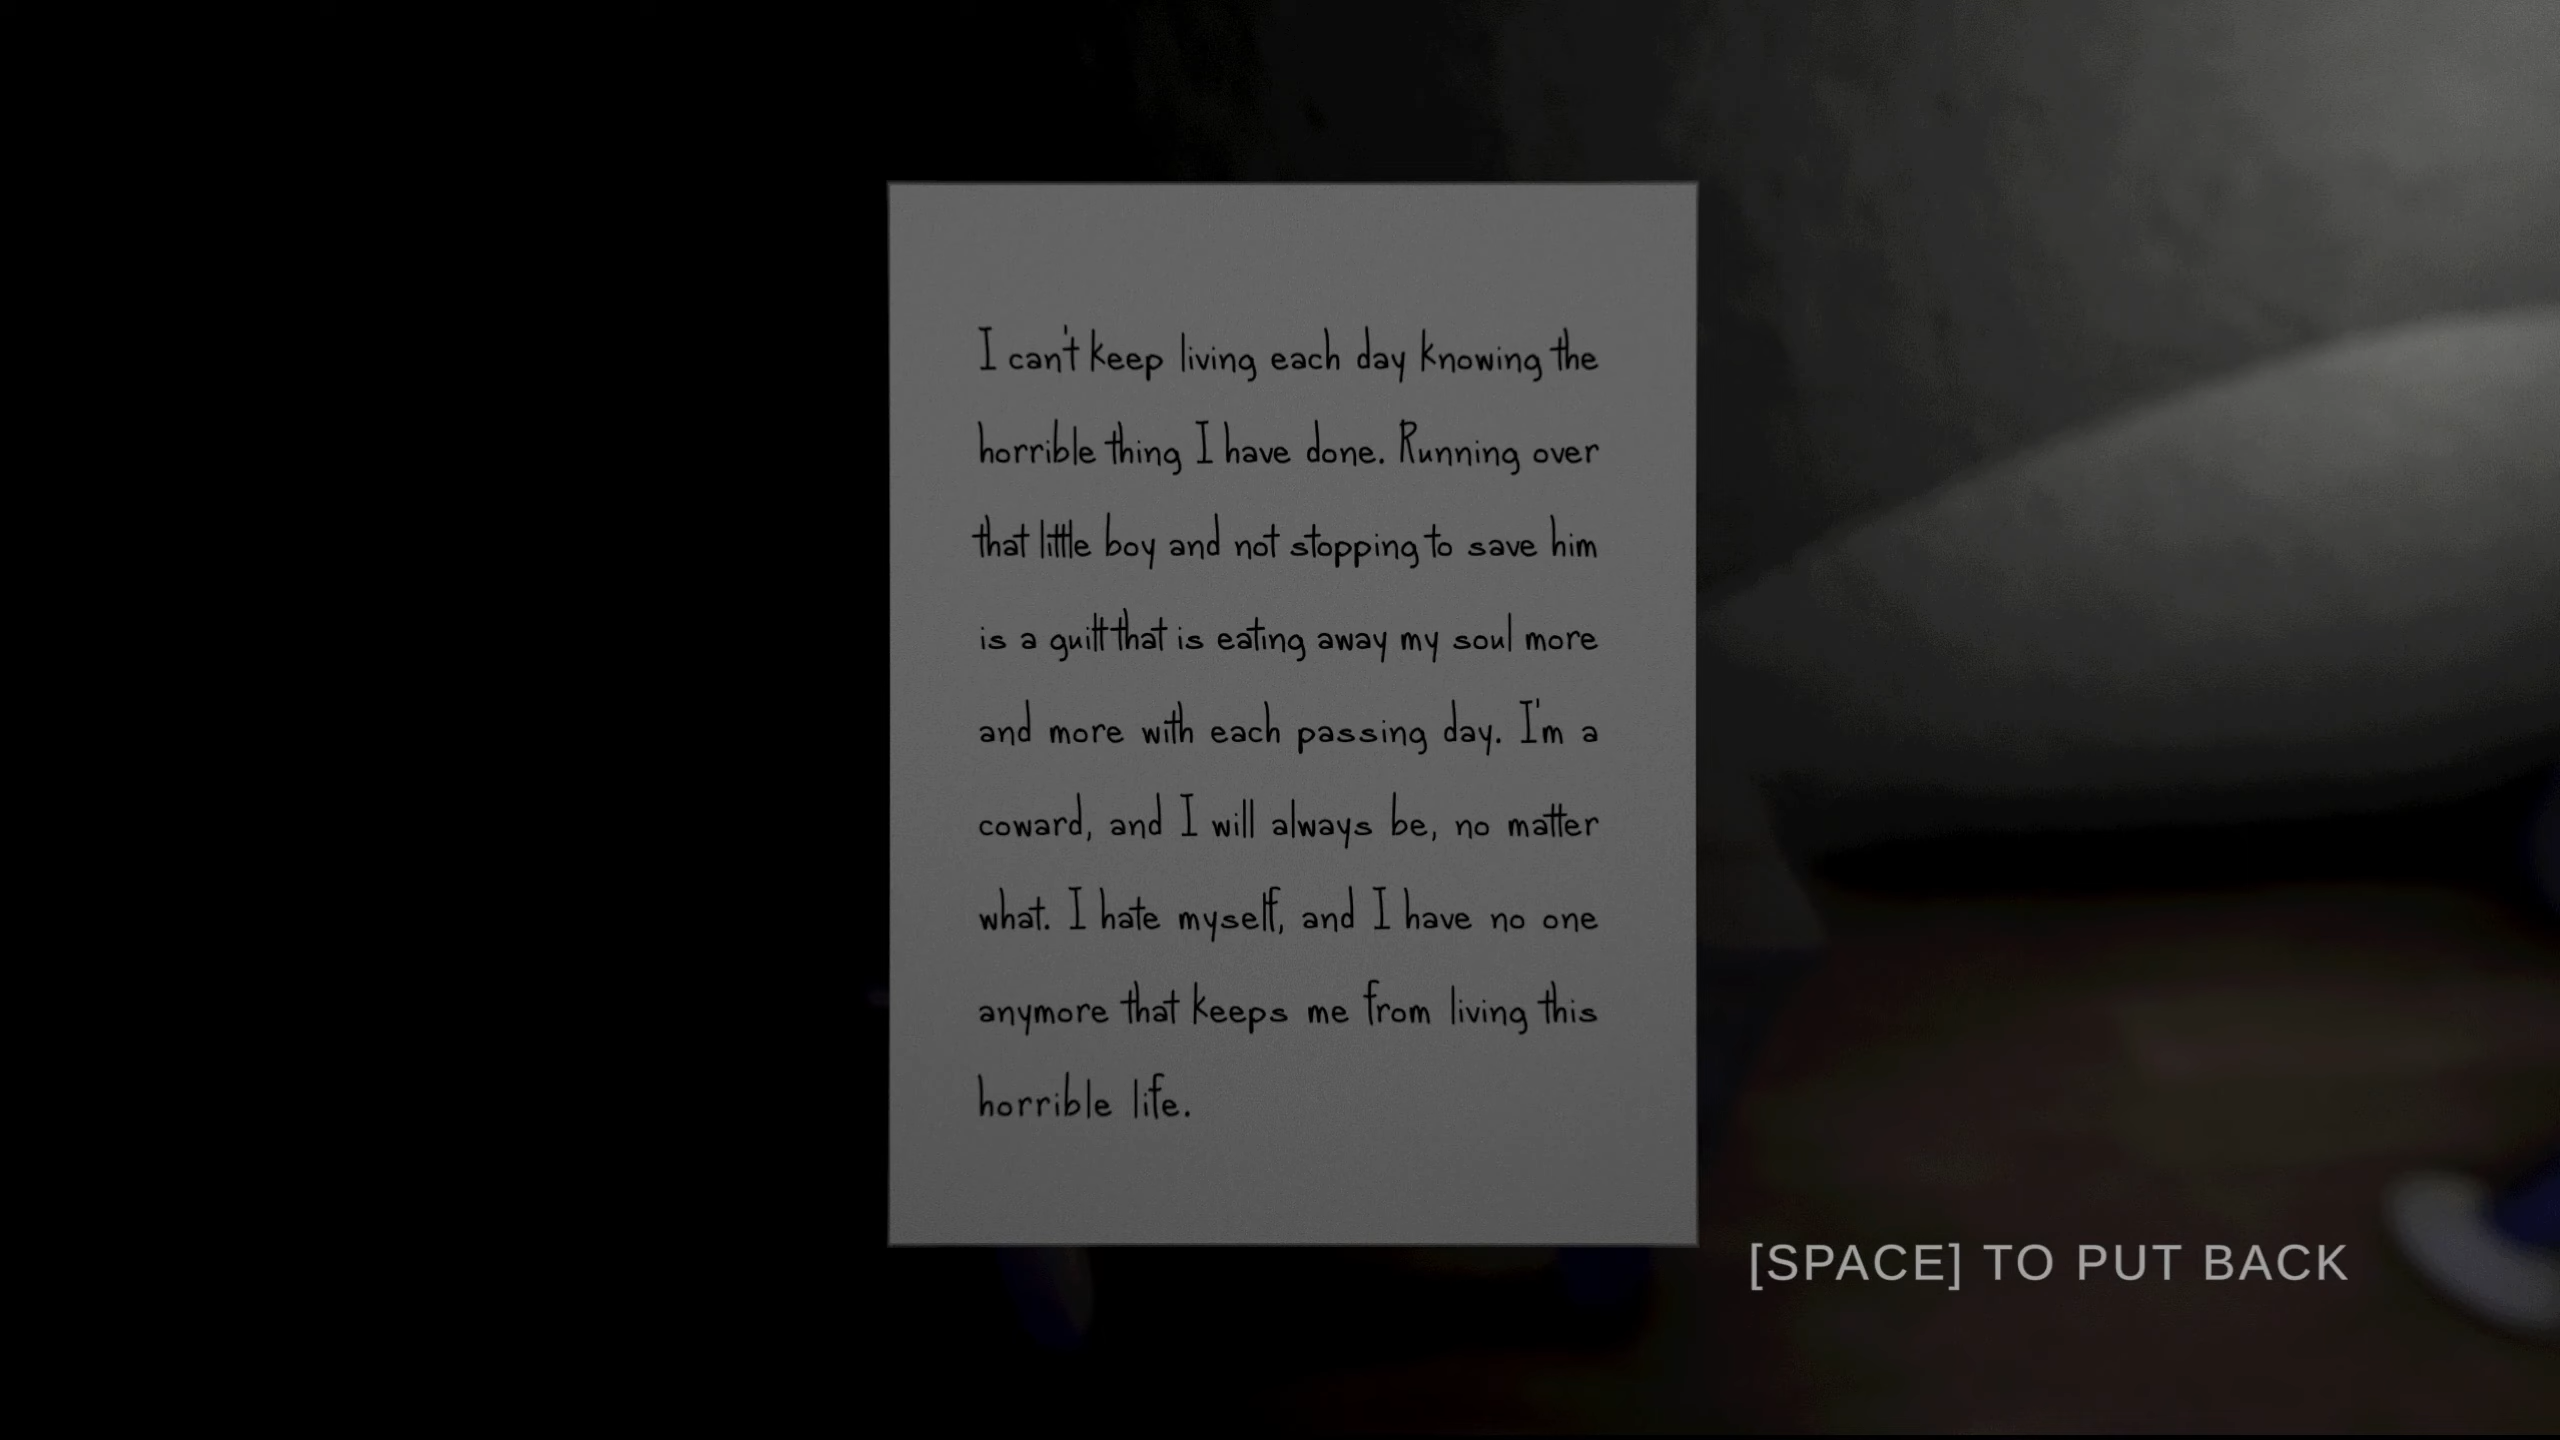 I can't keep living each day knowing the
horrible thing I have done. Running over
that little boy and not stopping to save him
is a guilt that is eating away my soul more
and more with each passing day. I'm a
coward, and I will always be, no matter
what. I hate myself, and I have no one
anymore that keeps me from living this
horrible life.
[SPACE] TO PUT BACK